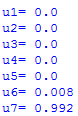 u1= 0.0
u2= 0.0
u3= 0.0
u4= 0.0
u5= 0.0
u6= 0.008
u7= 0.992